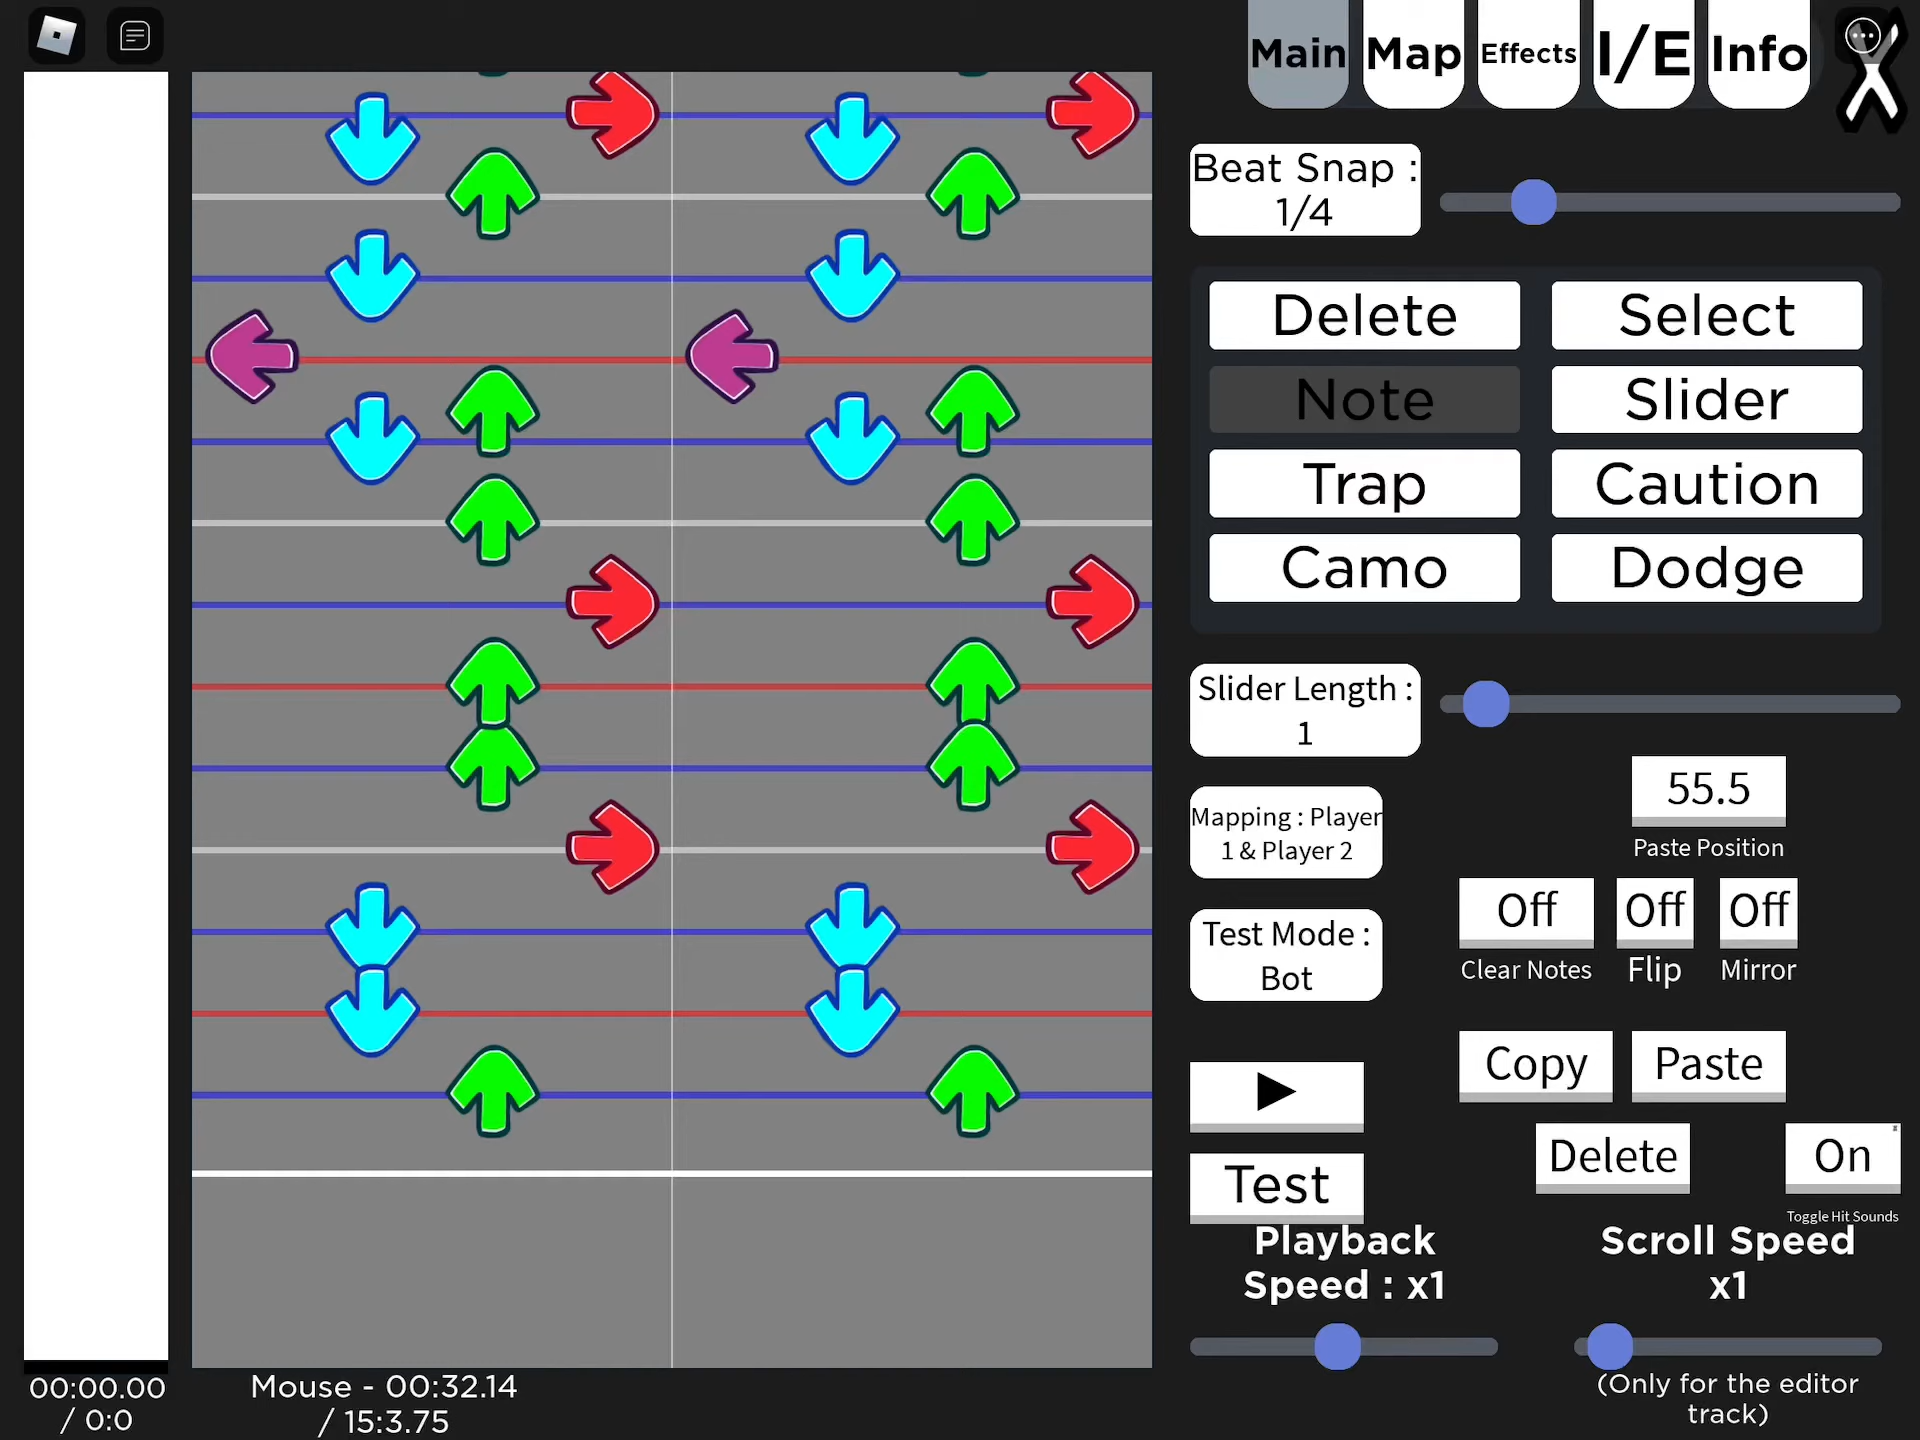 Main
Map
Effects
I/E
Info
Beat Snap :
1/4
Delete
Select
Note
Slider
Trap
Caution
Camo
Dodge
Slider Length :
1
55.5
Paste Position
Mapping : Player
1 & Player 2
Off
Off
Off
Clear Notes
Flip
Mirror
Test Mode :
Bot
Copy
Paste
Delete
On
Toggle Hit Sounds
Test
Playback
Speed : x1
Scroll Speed
x1
(Only for the editor
track)
00:00.00
/ 0:0
Mouse - 00:32.14
/ 15:3.75